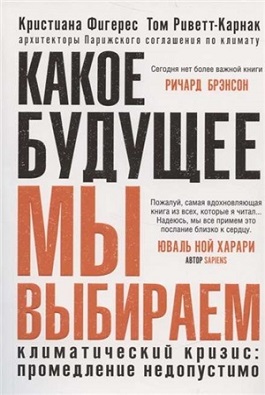 Кристиана Фигерес Том Риветт-Карнак
архитекторы Парижского соглашения по климату
КАКОЕ
Сегодня нет более важной книги
РИЧАРД БРЭНСОН
БУДУЩЕЕ
МЫ
Пожалуй, самая вдохновляющая
книга из всех, которые я читал...
Надеюсь, мы все примем это
послание близко к сердцу.
ЮВАЛЬ НОЙ ХАРАРИ
АВТОР SAPIENS
ВЫБИРАЕМ
климатический кризис:
промедление недопустимо